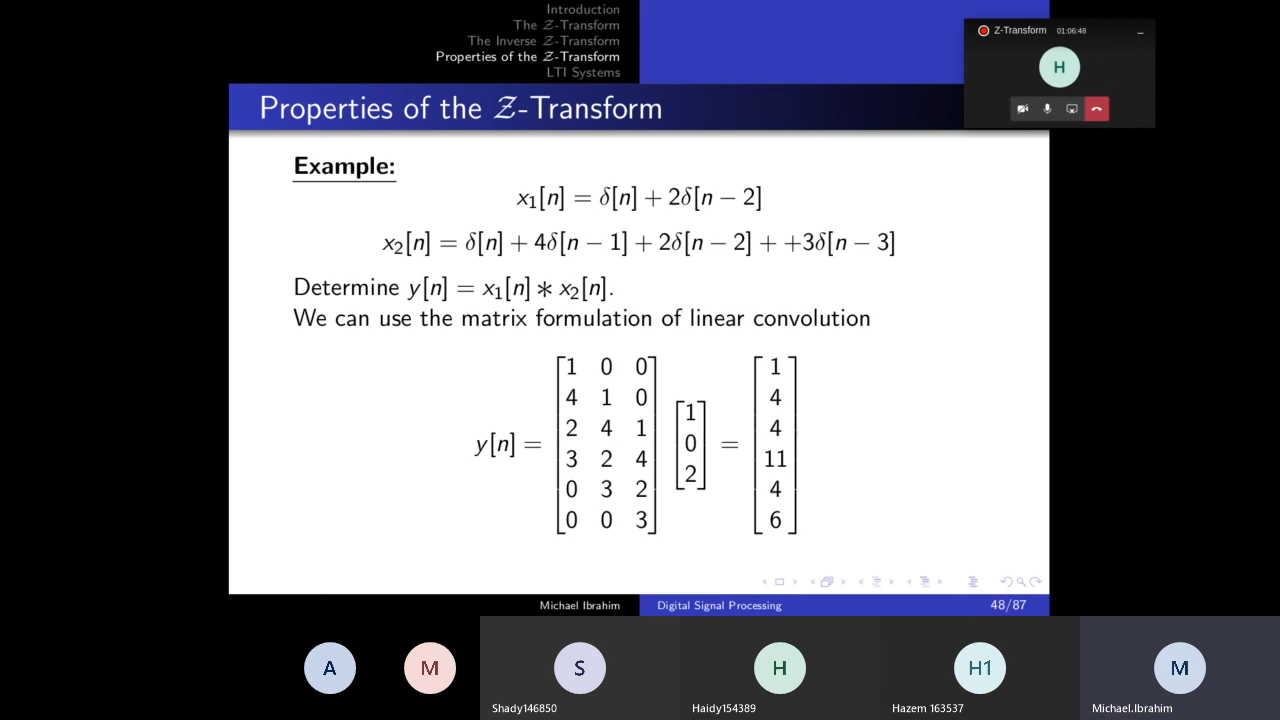 Introduction
The Z-Transform
The Inverse Z-Transform
Properties of the Z-Transform
LTI Systems
Z-Transform 01:06:48
H
Properties of the Z-Transform
Example:
x₁[n] = δ[n] + 2δ[n − 2]
x₂[n] = δ[n] + 4δ[n − 1] + 2δ[n − 2] + +3δ[n − 3]
Determine y[n] = x₁[n] ∗ x₂[n].
We can use the matrix formulation of linear convolution
y[n] = [1 0 0; 4 1 0; 2 4 1; 3 2 4; 0 3 2; 0 0 3] [1; 0; 2] = [1; 4; 4; 11; 4; 6]
Michael Ibrahim Digital Signal Processing 48/87
A M S H H1 M
Shady146850 Haidy154389 Hazem 163537 Michael.Ibrahim